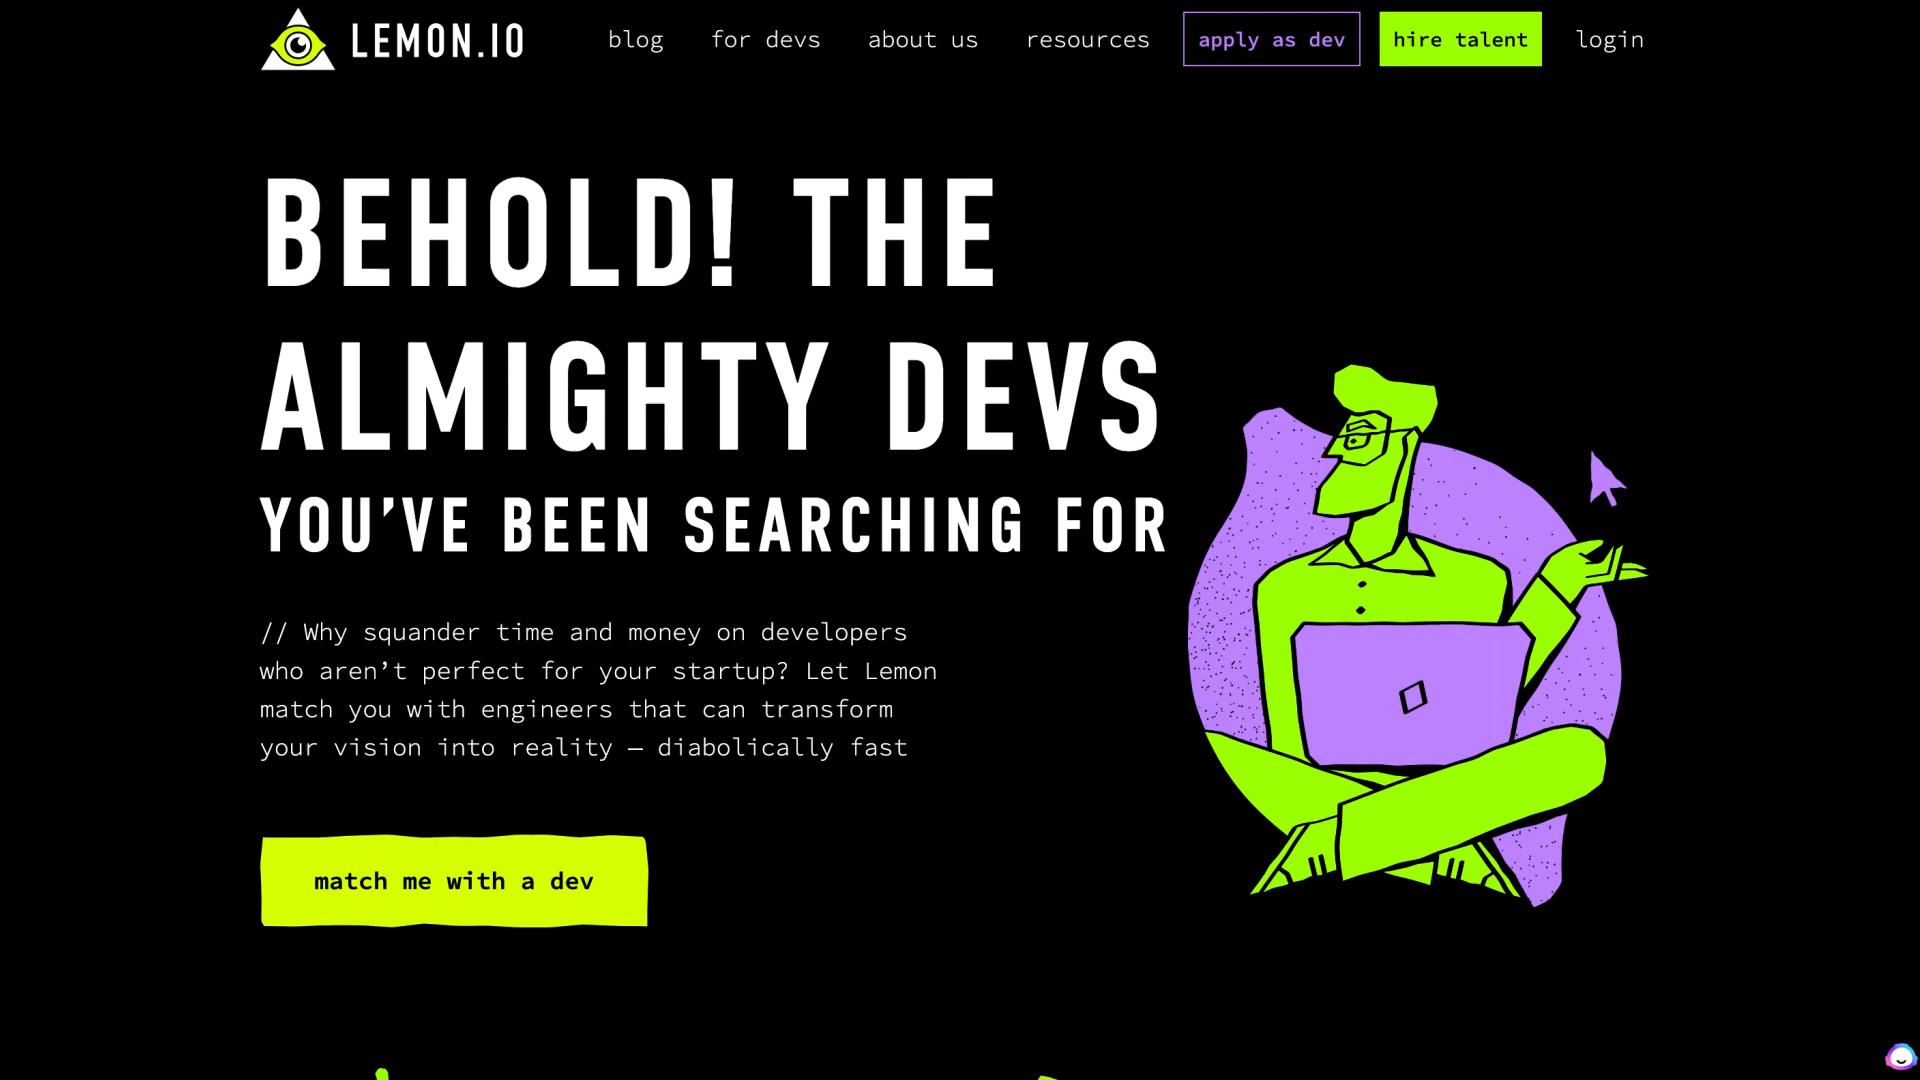 LEMON.IO
blog for devs about us resources apply as dev hire talent login
BEHOLD! THE
ALMIGHTY DEVS
YOU’VE BEEN SEARCHING FOR
// Why squander time and money on developers
who aren’t perfect for your startup? Let Lemon
match you with engineers that can transform
your vision into reality — diabolically fast
match me with a dev